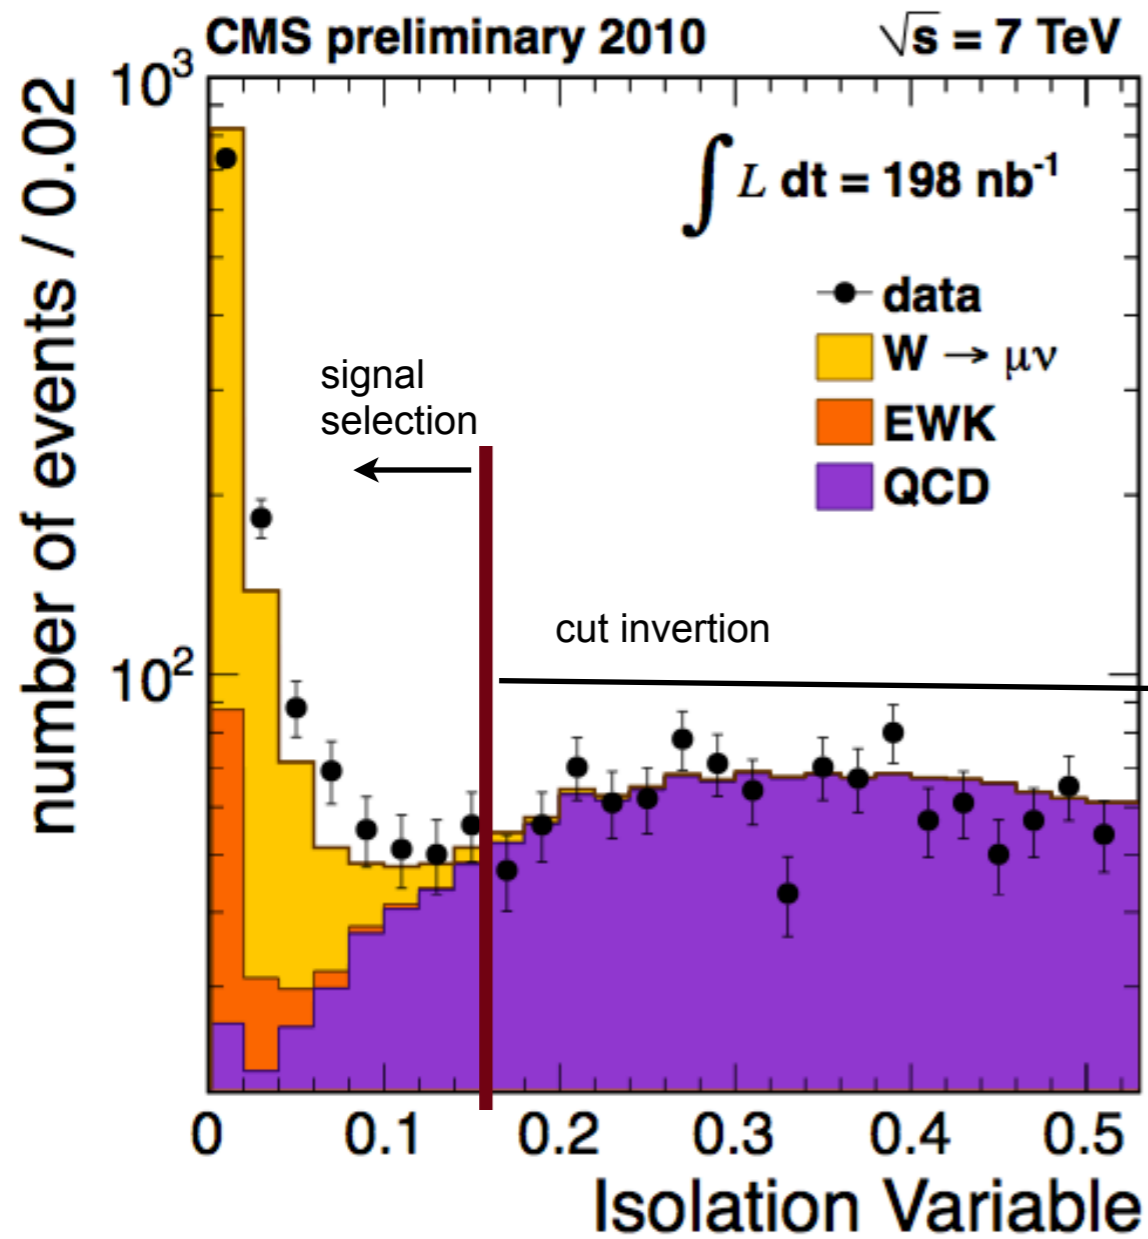 CMS preliminary 2010 √s = 7 TeV
number of events / 0.02
10³
10²
∫ L dt = 198 nb⁻¹
data
W → μν
EWK
QCD
signal
selection
cut invertion
0 0.1 0.2 0.3 0.4 0.5
Isolation Variable